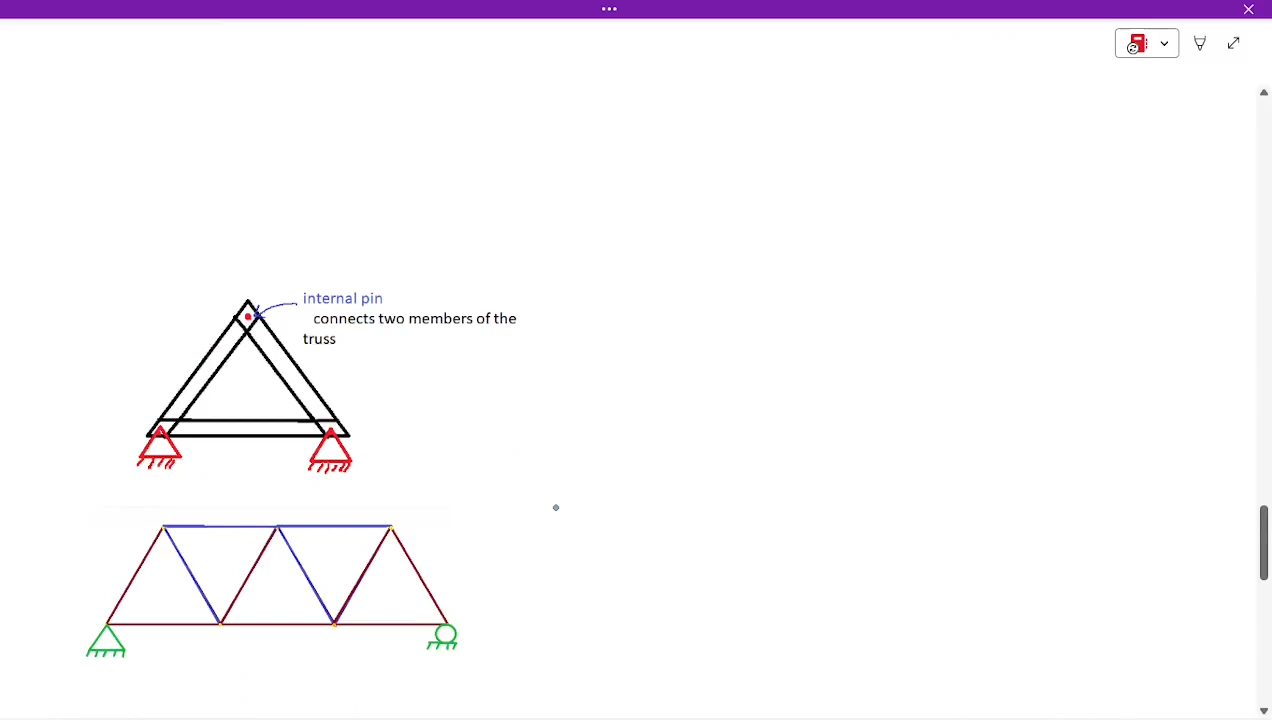 internal pin
connects two members of the
truss